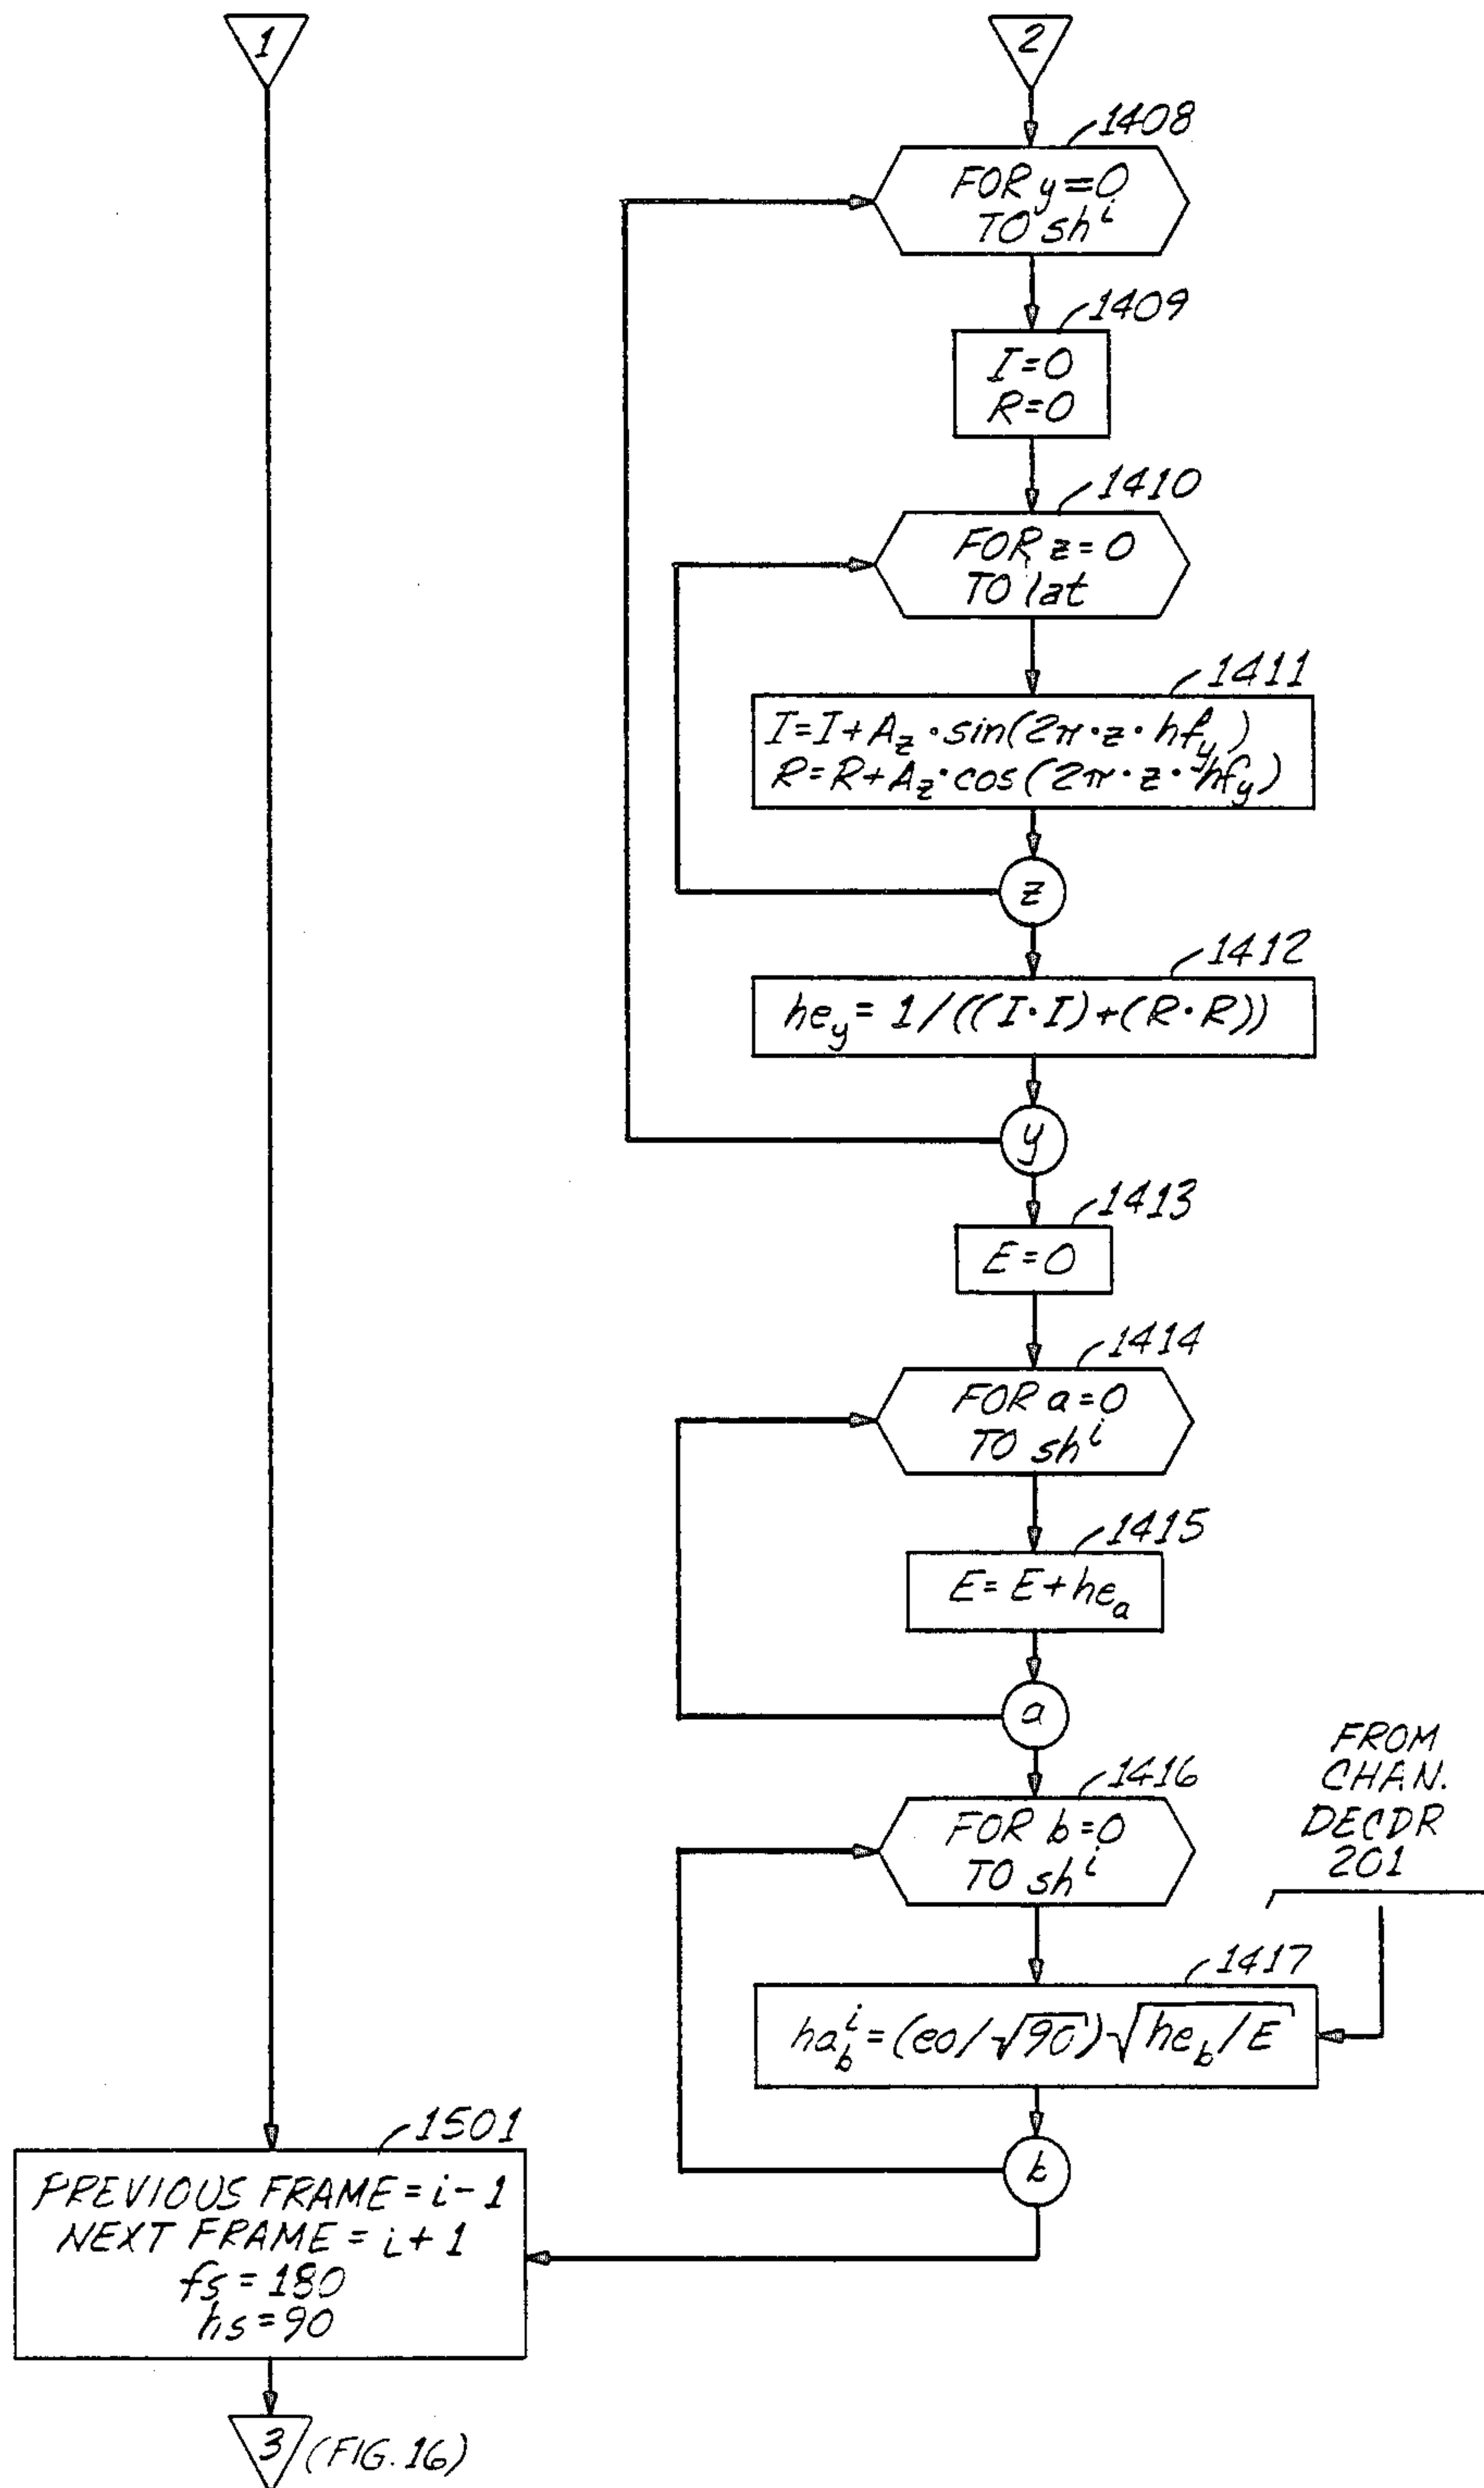 1
2
1408
FOR y=0
TO shⁱ
1409
I=0
R=0
1410
FOR z=0
TO lat
1411
I=I+A_z·sin(2π·z·hf_y)
R=R+A_z·cos(2π·z·hf_y)
z
1412
he_y=1/((I·I)+(R·R))
y
1413
E=0
1414
FOR a=0
TO shⁱ
1415
E=E+he_a
a
1416
FOR b=0
TO shⁱ
FROM
CHAN.
DECDR
201
1417
ha_b^i=(eo/√90)√he_b/E
b
1501
PREVIOUS FRAME=i-1
NEXT FRAME=i+1
fs=180
hs=90
3 (FIG. 16)